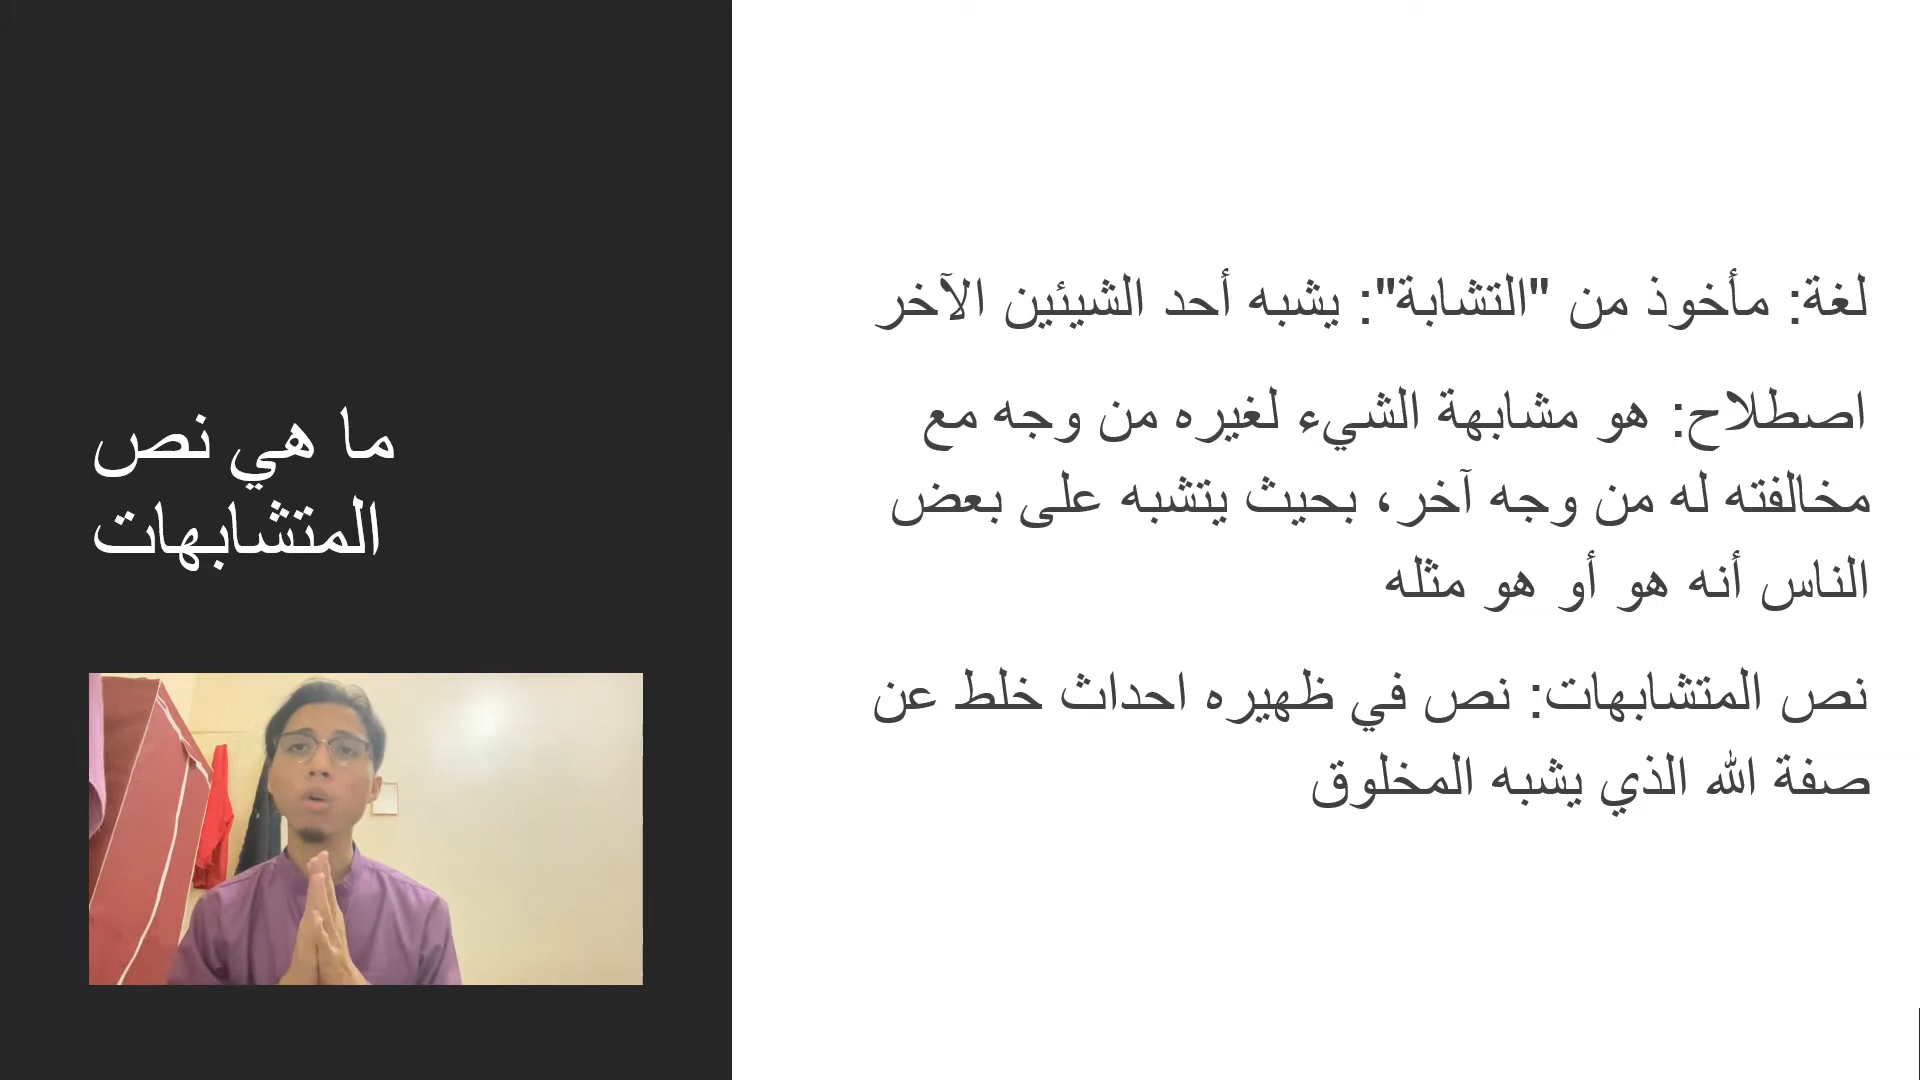 ما هي نص
المتشابهات
لغة: مأخوذ من "التشابة": يشبه أحد الشيئين الآخر
اصطلاح: هو مشابهة الشيء لغيره من وجه مع
مخالفته له من وجه آخر، بحيث يتشبه على بعض
الناس أنه هو أو هو مثله
نص المتشابهات: نص في ظهيره احداث خلط عن
صفة الله الذي يشبه المخلوق